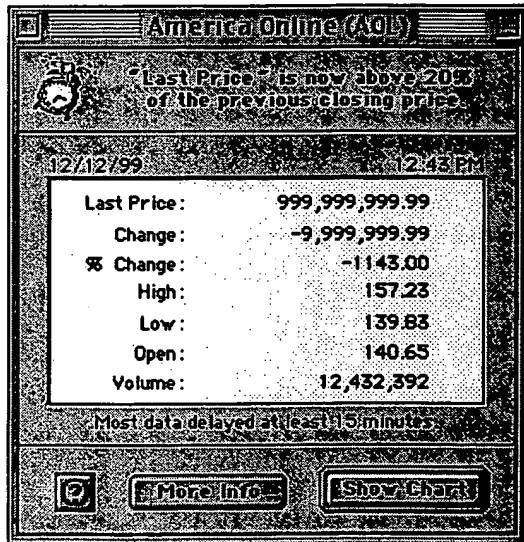 America Online (AOL)
"Last Price" is now above 20%
of the previous closing price.
12/12/99 12:43 PM
Last Price: 999,999,999.99
Change: -9,999,999.99
% Change: -1143.00
High: 157.23
Low: 139.83
Open: 140.65
Volume: 12,432,392
Most data delayed at least 15 minutes
? More Info Show Chart